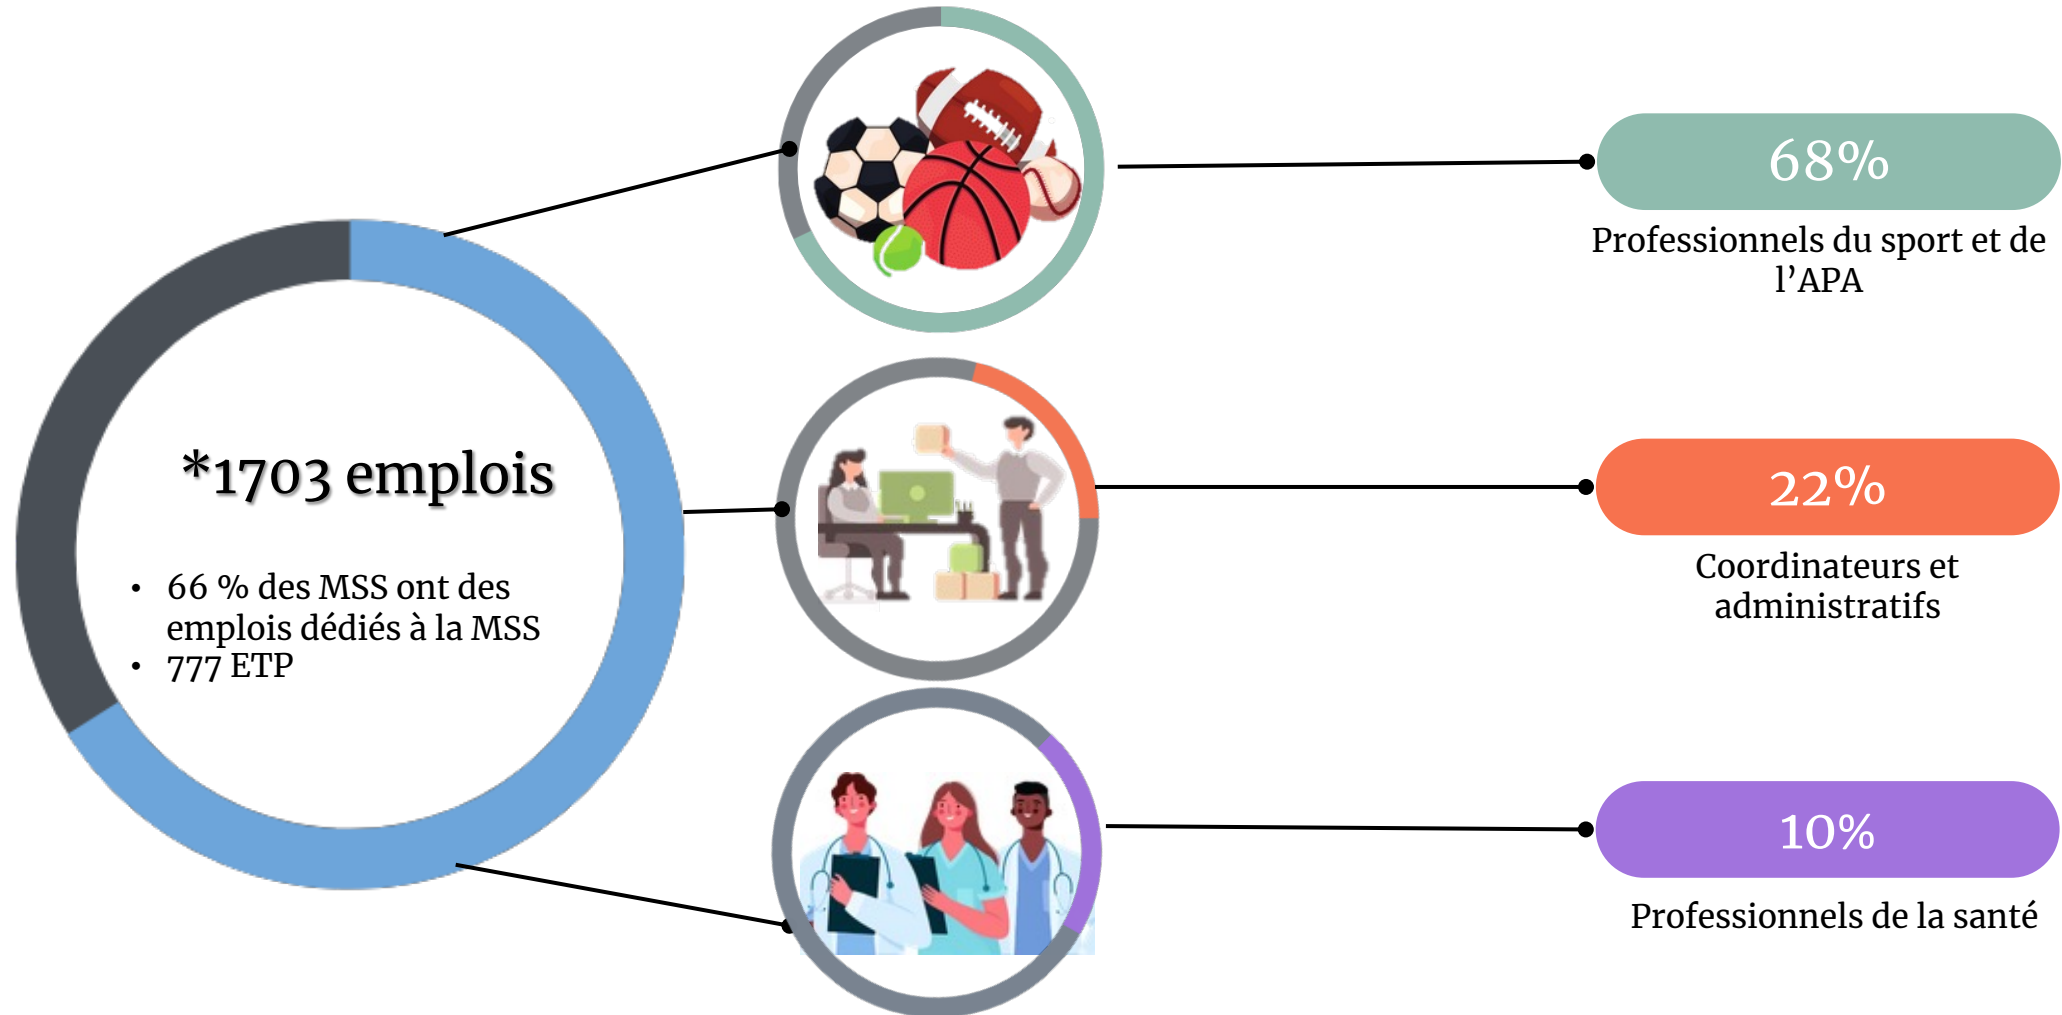 *1703 emplois
• 66 % des MSS ont des
emplois dédiés à la MSS
• 777 ETP
68%
Professionnels du sport et de
l’APA
22%
Coordinateurs et
administratifs
10%
Professionnels de la santé